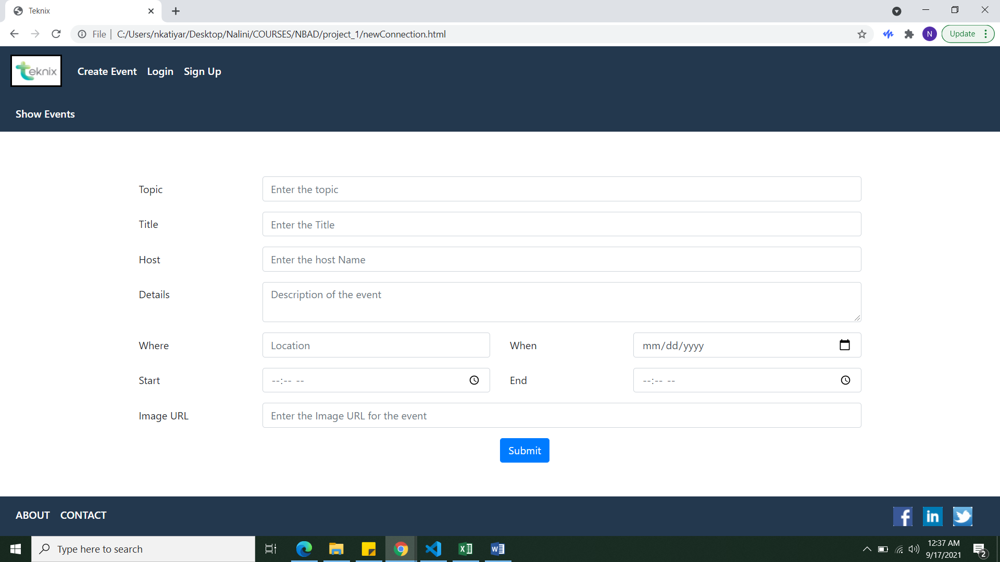 Teknix
File
C:/Users/nkatiyar/Desktop/Nalini/COURSES/NBAD/project_1/newConnection.html
N
Update
teknix
Create Event
Login
Sign Up
Show Events
Topic
Enter the topic
Title
Enter the Title
Host
Enter the host Name
Details
Description of the event
Where
Location
When
mm/dd/yyyy
Start
--:-- --
End
--:-- --
Image URL
Enter the Image URL for the event
Submit
ABOUT
CONTACT
f
in
Type here to search
X
W
12:37 AM
9/17/2021
2